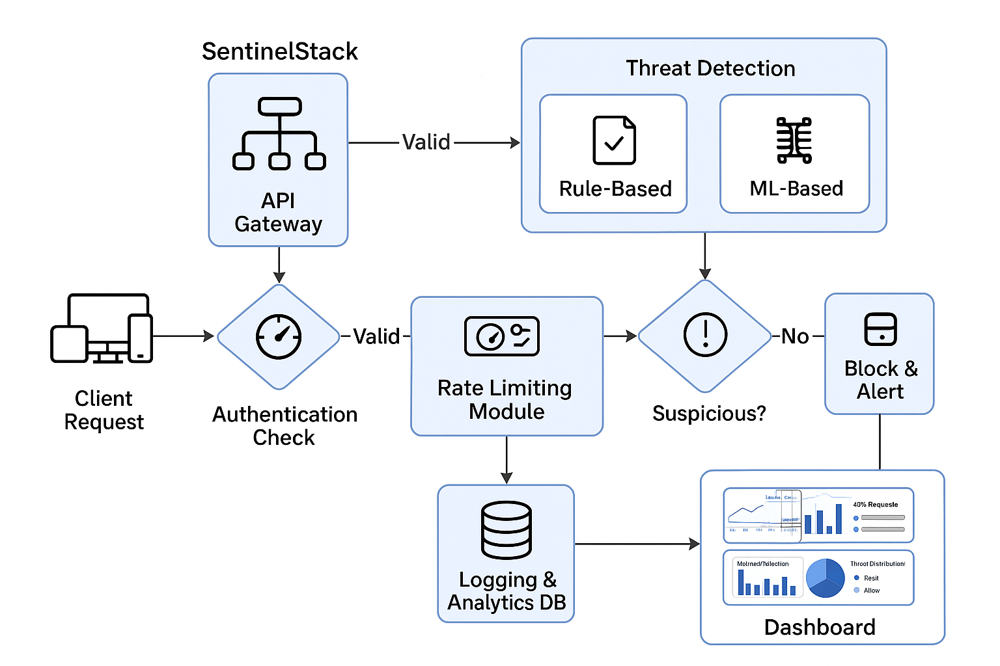 SentinelStack
API
Gateway
Valid
Threat Detection
Rule-Based
ML-Based
Client
Request
Authentication
Check
Valid
Rate Limiting
Module
Suspicious?
No
Block &
Alert
Logging &
Analytics DB
40% Requeste
Throot Distribution
Resit
Allow
Dashboard